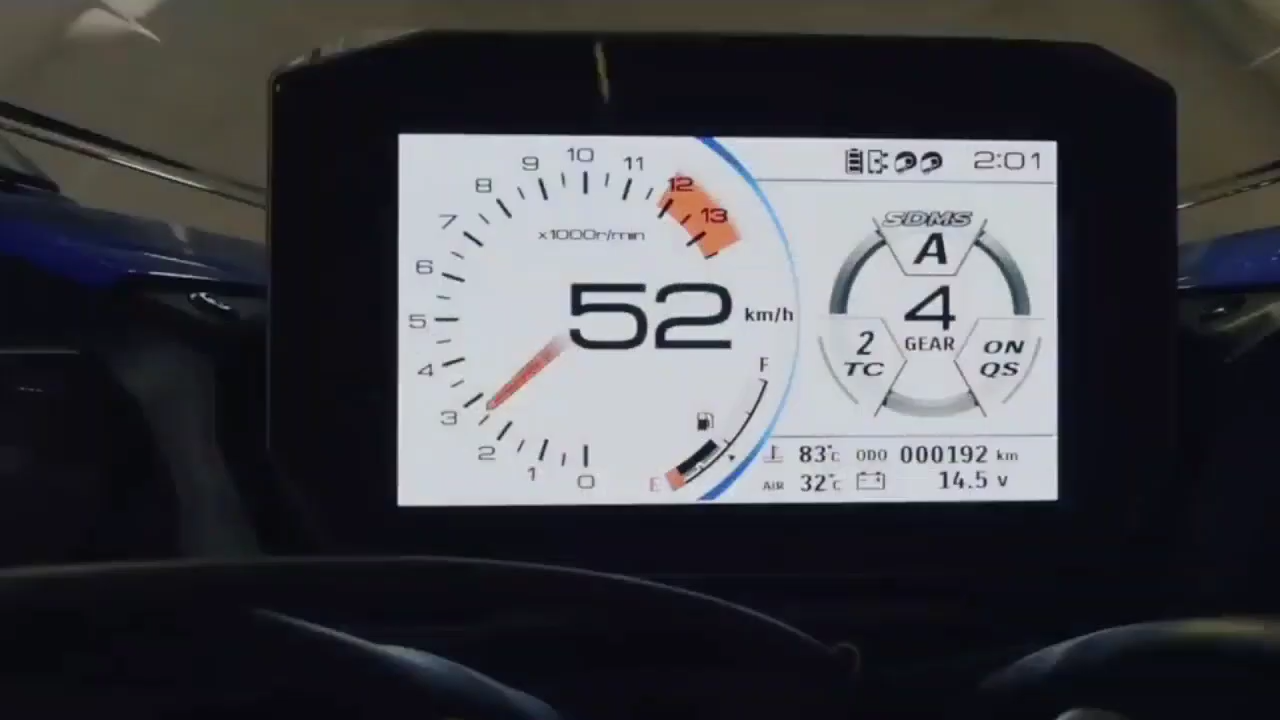 2:01
13
12
11
10
9
8
7
6
5
4
3
2
1
0
x1000r/min
52 km/h
F
E
SDMS
A
4
GEAR
2
TC
ON
QS
83°C ODO 000192 km
AIR 32°C 14.5 V